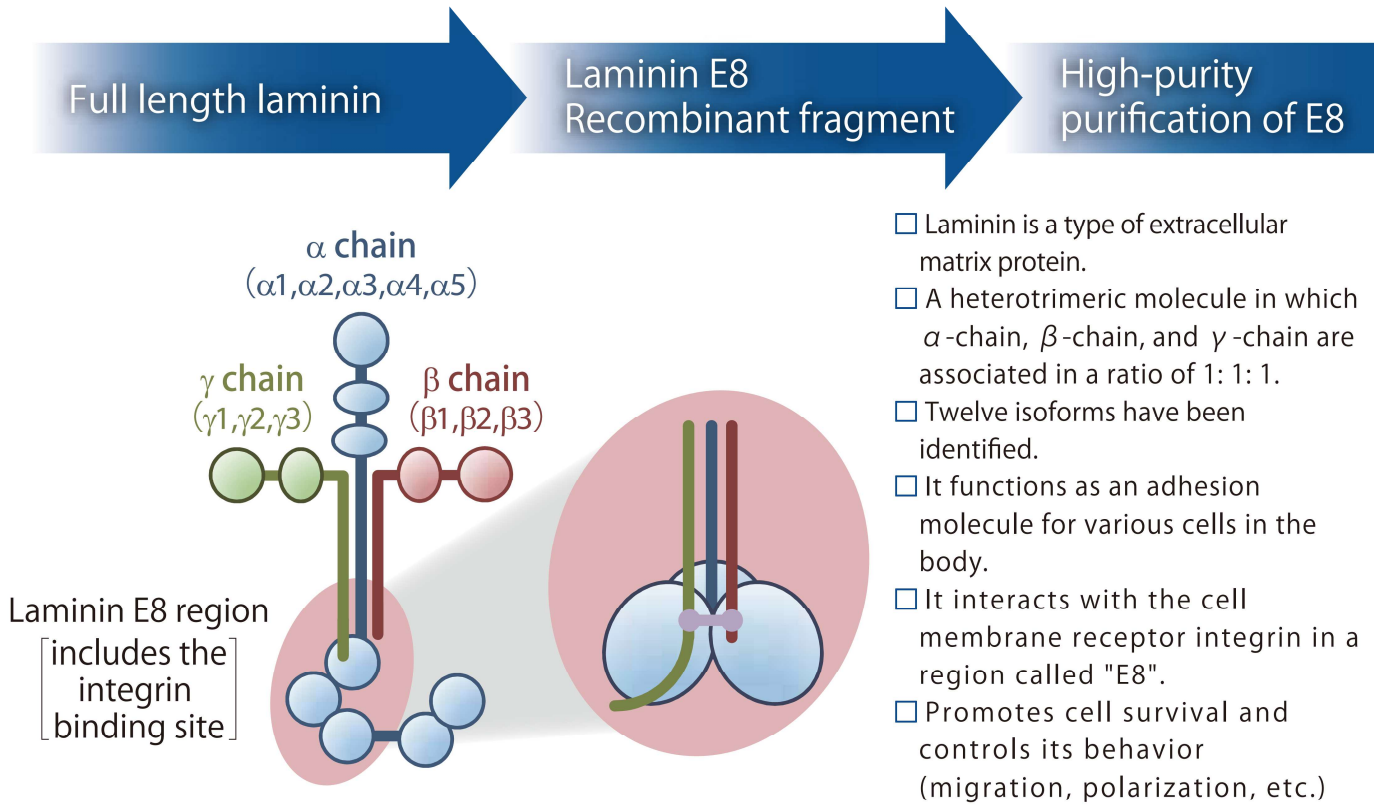 Full length laminin
Laminin E8
Recombinant fragment
High-purity
purification of E8
α chain
(α1,α2,α3,α4,α5)
γ chain
(γ1,γ2,γ3)
β chain
(β1,β2,β3)
Laminin E8 region
[includes the
integrin
binding site]
□ Laminin is a type of extracellular
matrix protein.
□ A heterotrimeric molecule in which
α-chain, β-chain, and γ-chain are
associated in a ratio of 1: 1: 1.
□ Twelve isoforms have been
identified.
□ It functions as an adhesion
molecule for various cells in the
body.
□ It interacts with the cell
membrane receptor integrin in a
region called "E8".
□ Promotes cell survival and
controls its behavior
(migration, polarization, etc.)